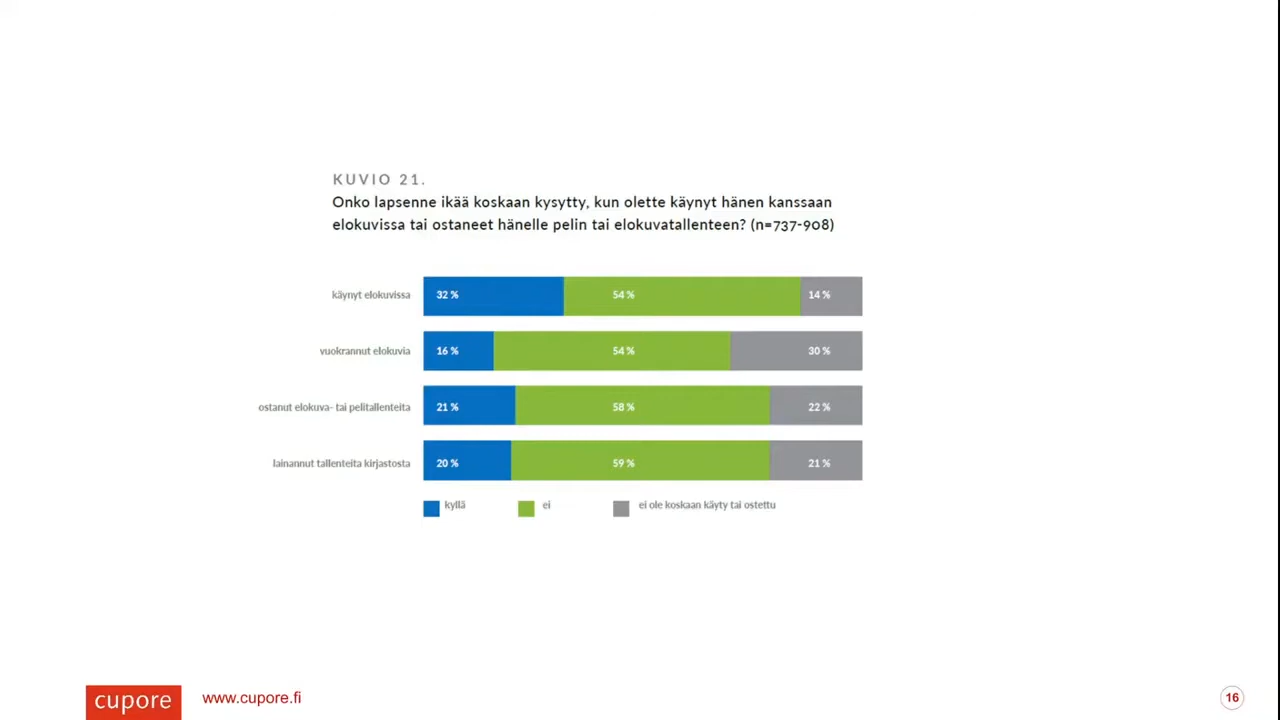 KUVIO 21.
Onko lapsenne ikää koskaan kysytty, kun olette käynyt hänen kanssaan
elokuvissa tai ostaneet hänelle pelin tai elokuvatallenteen? (n=737-908)
käynyt elokuvissa 32 % 54 % 14 %
vuokrannut elokuvia 16 % 54 % 30 %
ostanut elokuva- tai pelitallenteita 21 % 58 % 22 %
lainannut tallenteita kirjastosta 20 % 59 % 21 %
kyllä ei ei ole koskaan käyty tai ostettu
cupore www.cupore.fi 16